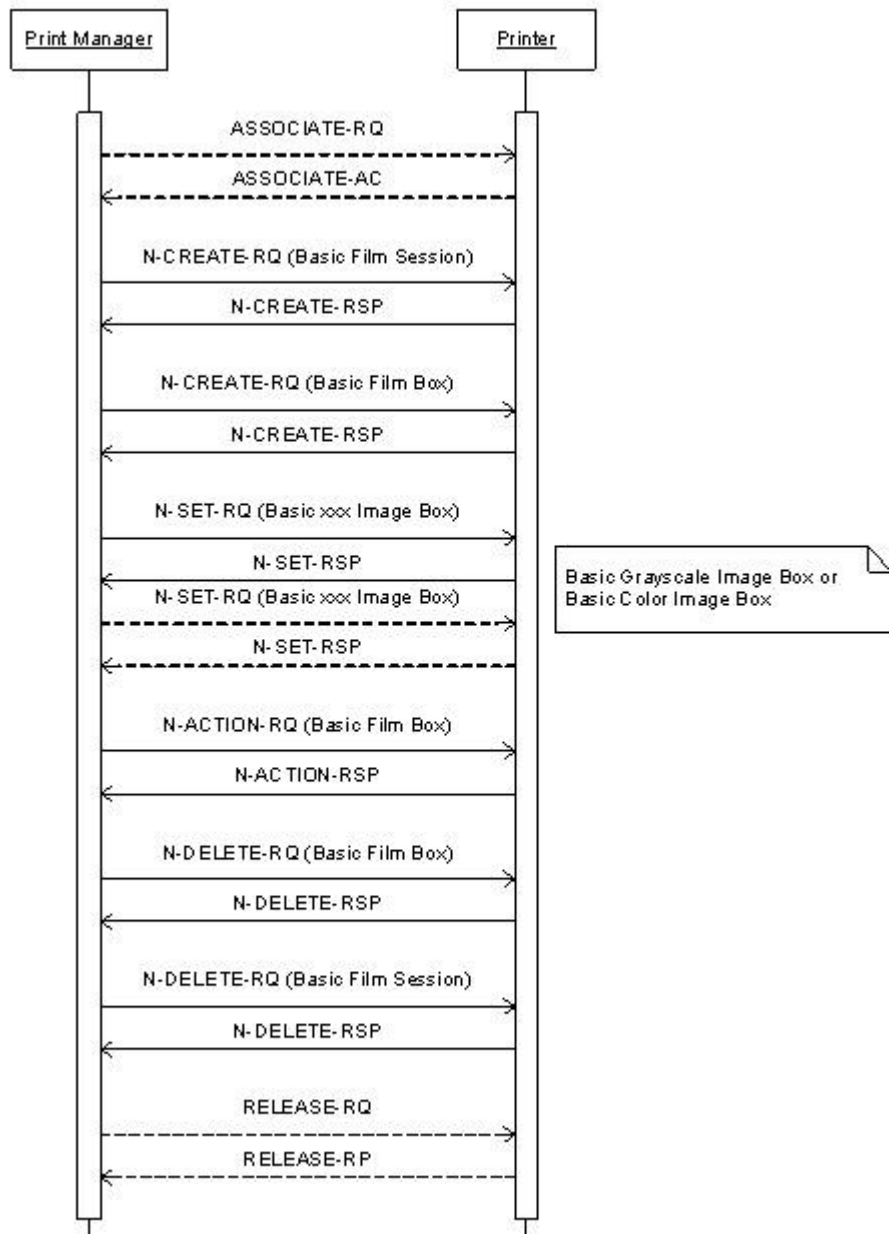 Print Manager
Printer
ASSOCIATE-RQ
ASSOCIATE-AC
N-CREATE-RQ (Basic Film Session)
N-CREATE-RSP
N-CREATE-RQ (Basic Film Box)
N-CREATE-RSP
N-SET-RQ (Basic xxx Image Box)
N-SET-RSP
N-SET-RQ (Basic xxx Image Box)
N-SET-RSP
Basic Grayscale Image Box or
Basic Color Image Box
N-ACTION-RQ (Basic Film Box)
N-ACTION-RSP
N-DELETE-RQ (Basic Film Box)
N-DELETE-RSP
N-DELETE-RQ (Basic Film Session)
N-DELETE-RSP
RELEASE-RQ
RELEASE-RP